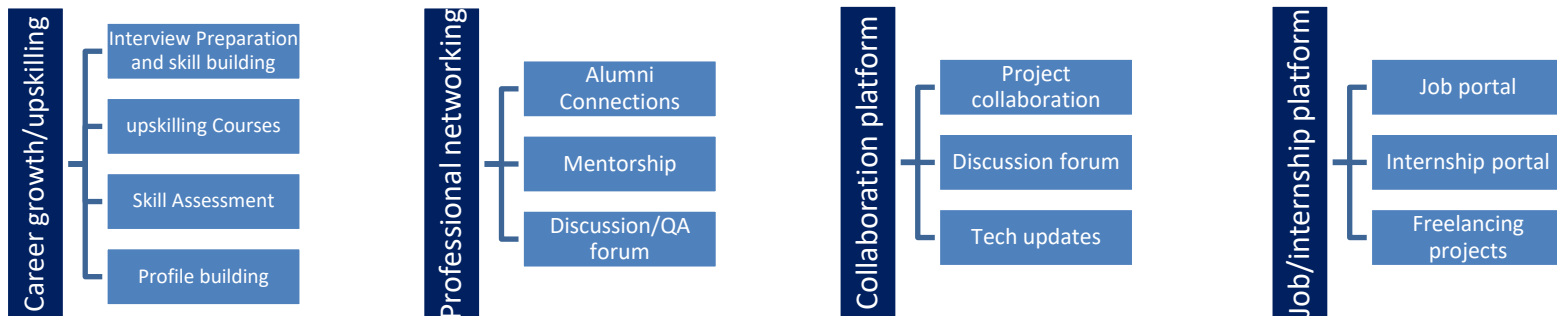 Career growth/upskilling
Interview Preparation
and skill building
upskilling Courses
Skill Assessment
Profile building
Professional networking
Alumni
Connections
Mentorship
Discussion/QA
forum
Collaboration platform
Project
collaboration
Discussion forum
Tech updates
Job/internship platform
Job portal
Internship portal
Freelancing
projects